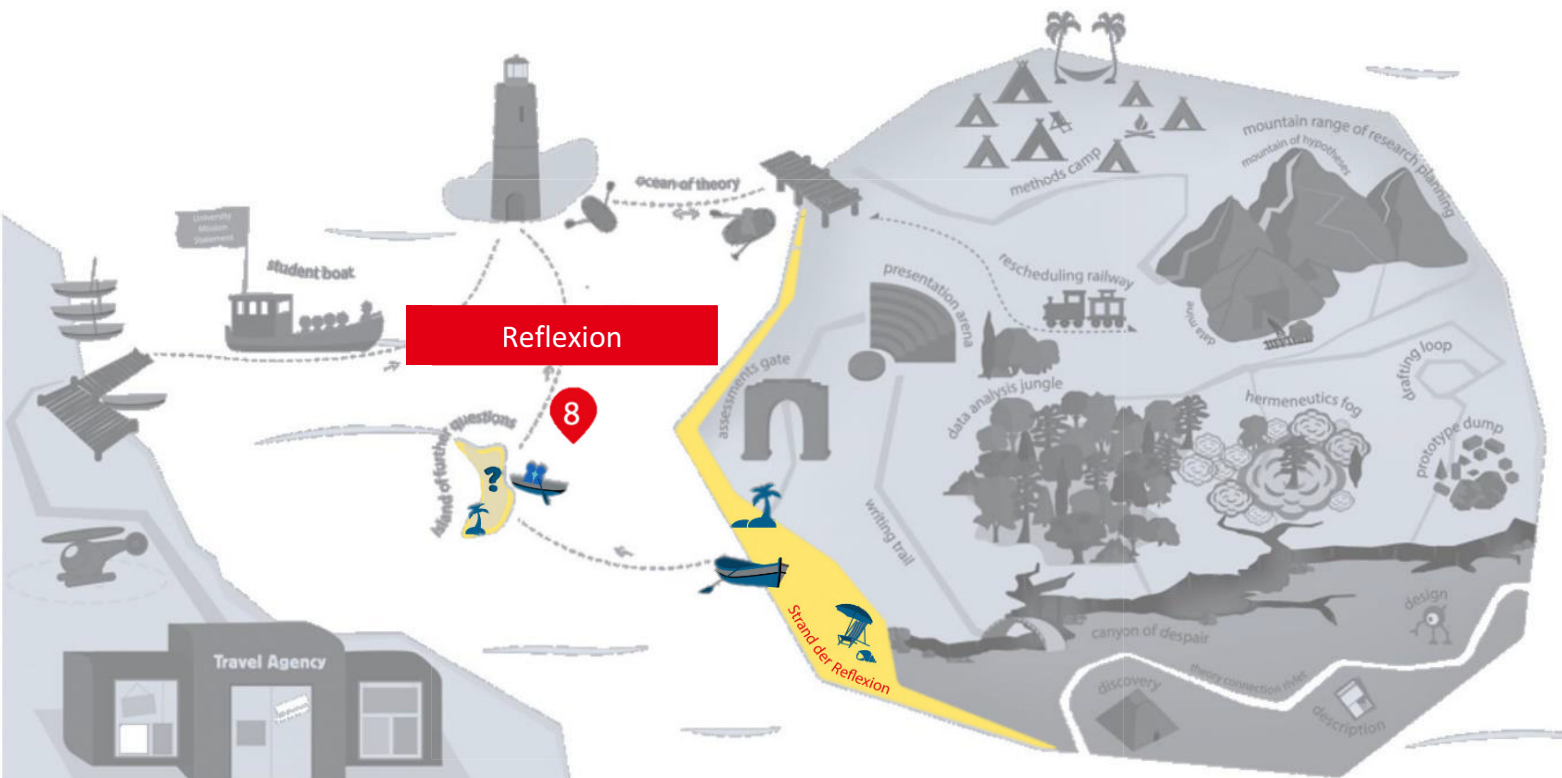 University
Mission
Statement
student boat
ocean of theory
methods camp
mountain range of research planning
mountain of hypotheses
rescheduling railway
presentation arena
data mine
Reflexion
8
assessments gate
drafting loop
data analysis jungle
hermeneutics fog
prototype dump
island of further questions
?
writing trail
Strand der Reflexion
canyon of despair
design
theory connection rivlet
discovery
description
Travel Agency